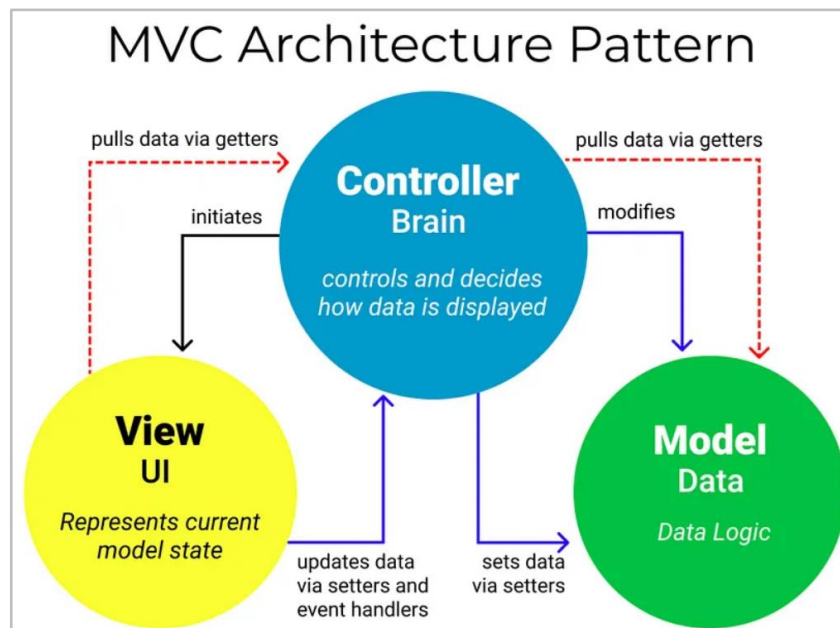 MVC Architecture Pattern
pulls data via getters
pulls data via getters
Controller
Brain
initiates
modifies
controls and decides
how data is displayed
View
UI
Represents current
model state
Model
Data
Data Logic
updates data
via setters and
event handlers
sets data
via setters